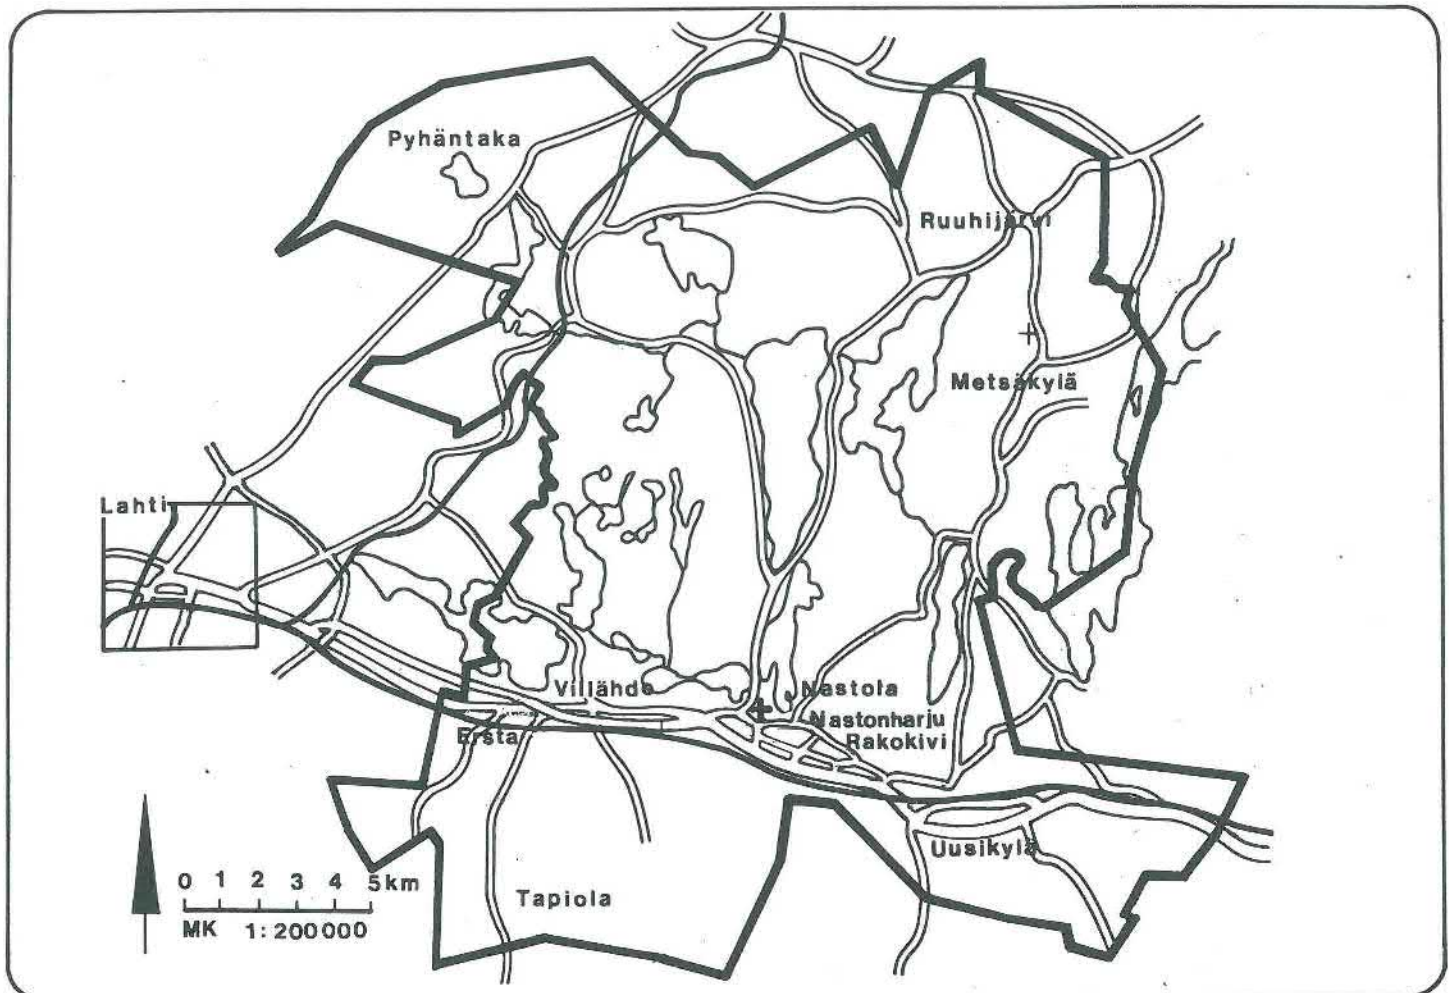 Pyhäntaka
Ruuhijärvi
Metsäkylä
Lahti
Villähde
Nastola
Nastonharju
Rakokivi
Ersta
Uusikylä
Tapiola
0 1 2 3 4 5km
MK 1:200000